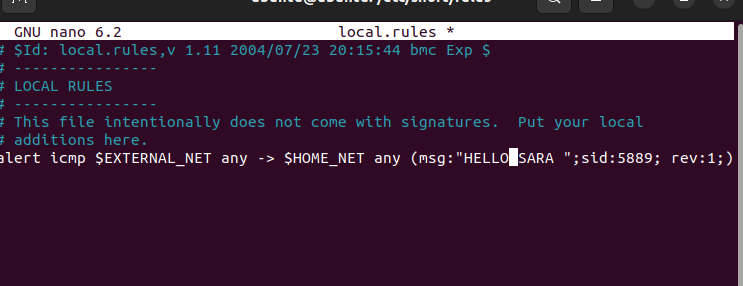 GNU nano 6.2 local.rules *
# $Id: local.rules,v 1.11 2004/07/23 20:15:44 bmc Exp $
# ----------------
# LOCAL RULES
# ----------------
# This file intentionally does not come with signatures.  Put your local
# additions here.
alert icmp $EXTERNAL_NET any -> $HOME_NET any (msg:"HELLO SARA ";sid:5889; rev:1;)